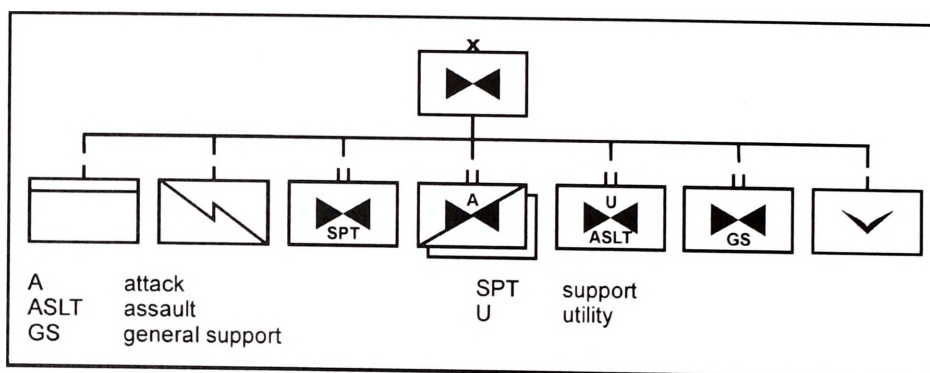 X
A
U
SPT
ASLT
GS
A attack
ASLT assault
GS general support
SPT support
U utility